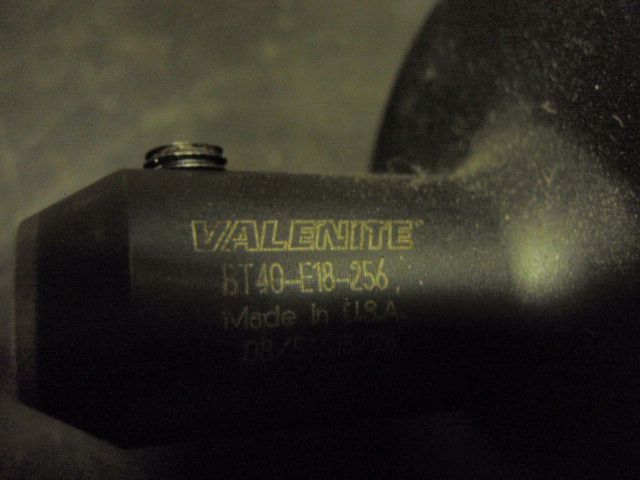 VALENITE
BT40-E18-256
Made in U.S.A.